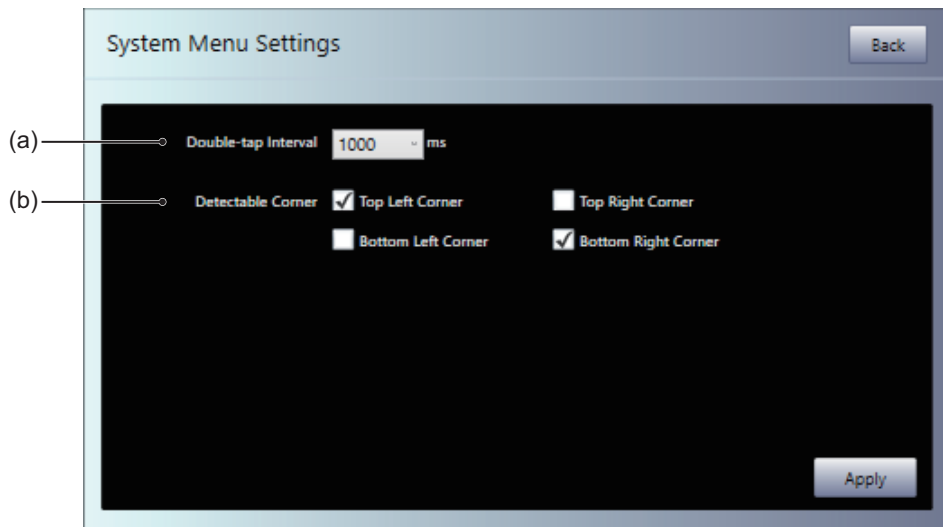 System Menu Settings Back
(a) Double-tap Interval 1000 ms
(b) Detectable Corner Top Left Corner Top Right Corner
Bottom Left Corner Bottom Right Corner
Apply